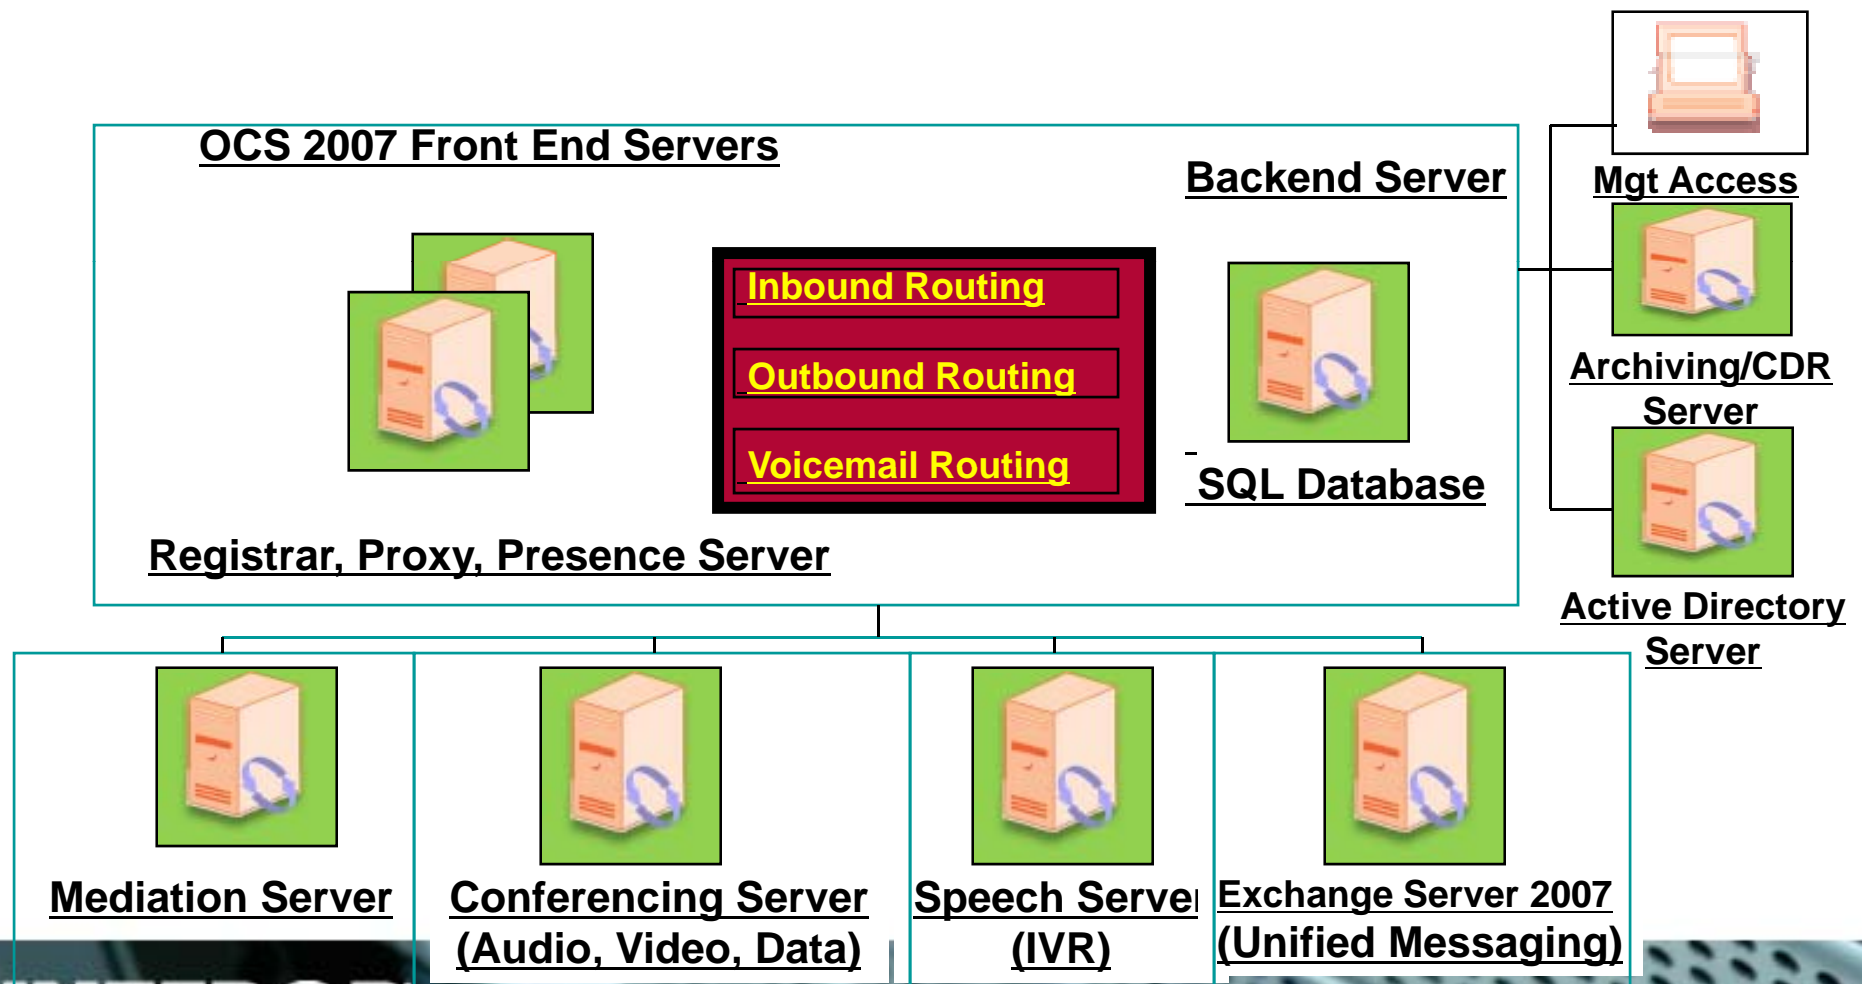 OCS 2007 Front End Servers
Backend Server
Mgt Access
Inbound Routing
Outbound Routing
Voicemail Routing
Archiving/CDR
Server
SQL Database
Registrar, Proxy, Presence Server
Active Directory
Server
Mediation Server
Conferencing Server
(Audio, Video, Data)
Speech Server
(IVR)
Exchange Server 2007
(Unified Messaging)